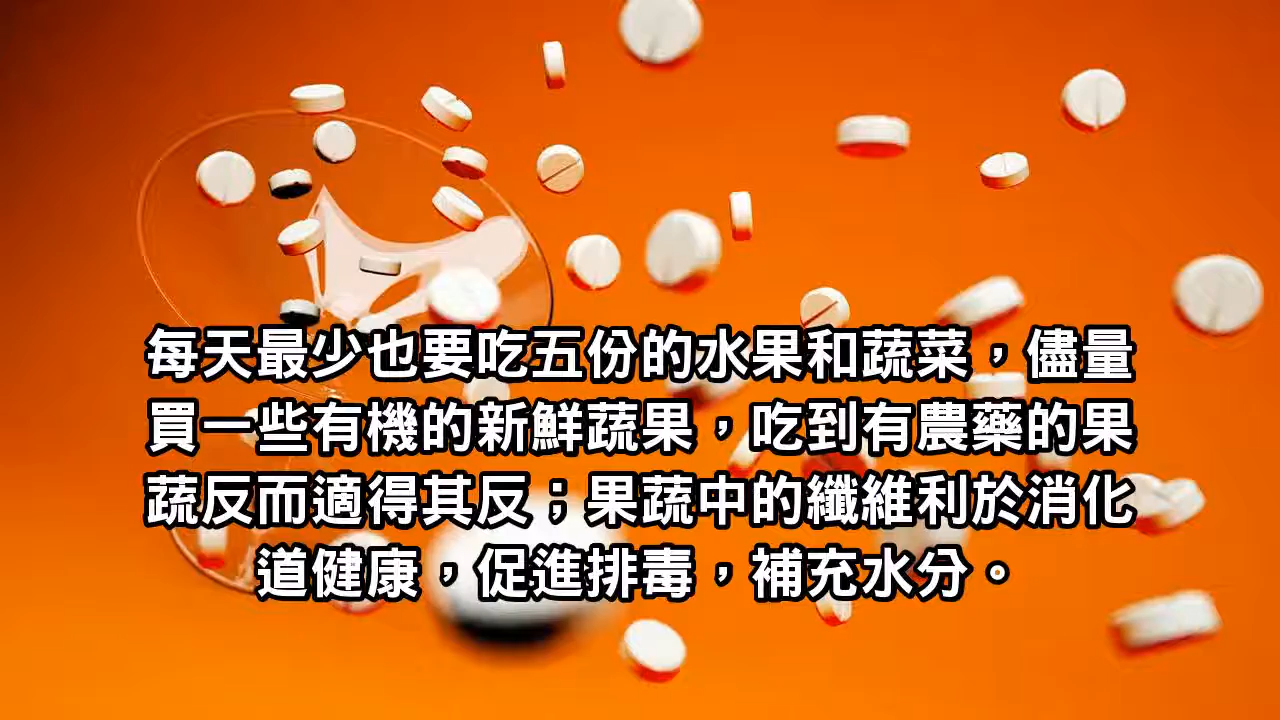 每天最少也要吃五份的水果和蔬菜，儘量
買一些有機的新鮮蔬果，吃到有農藥的果
蔬反而適得其反；果蔬中的纖維利於消化
道健康，促進排毒，補充水分。